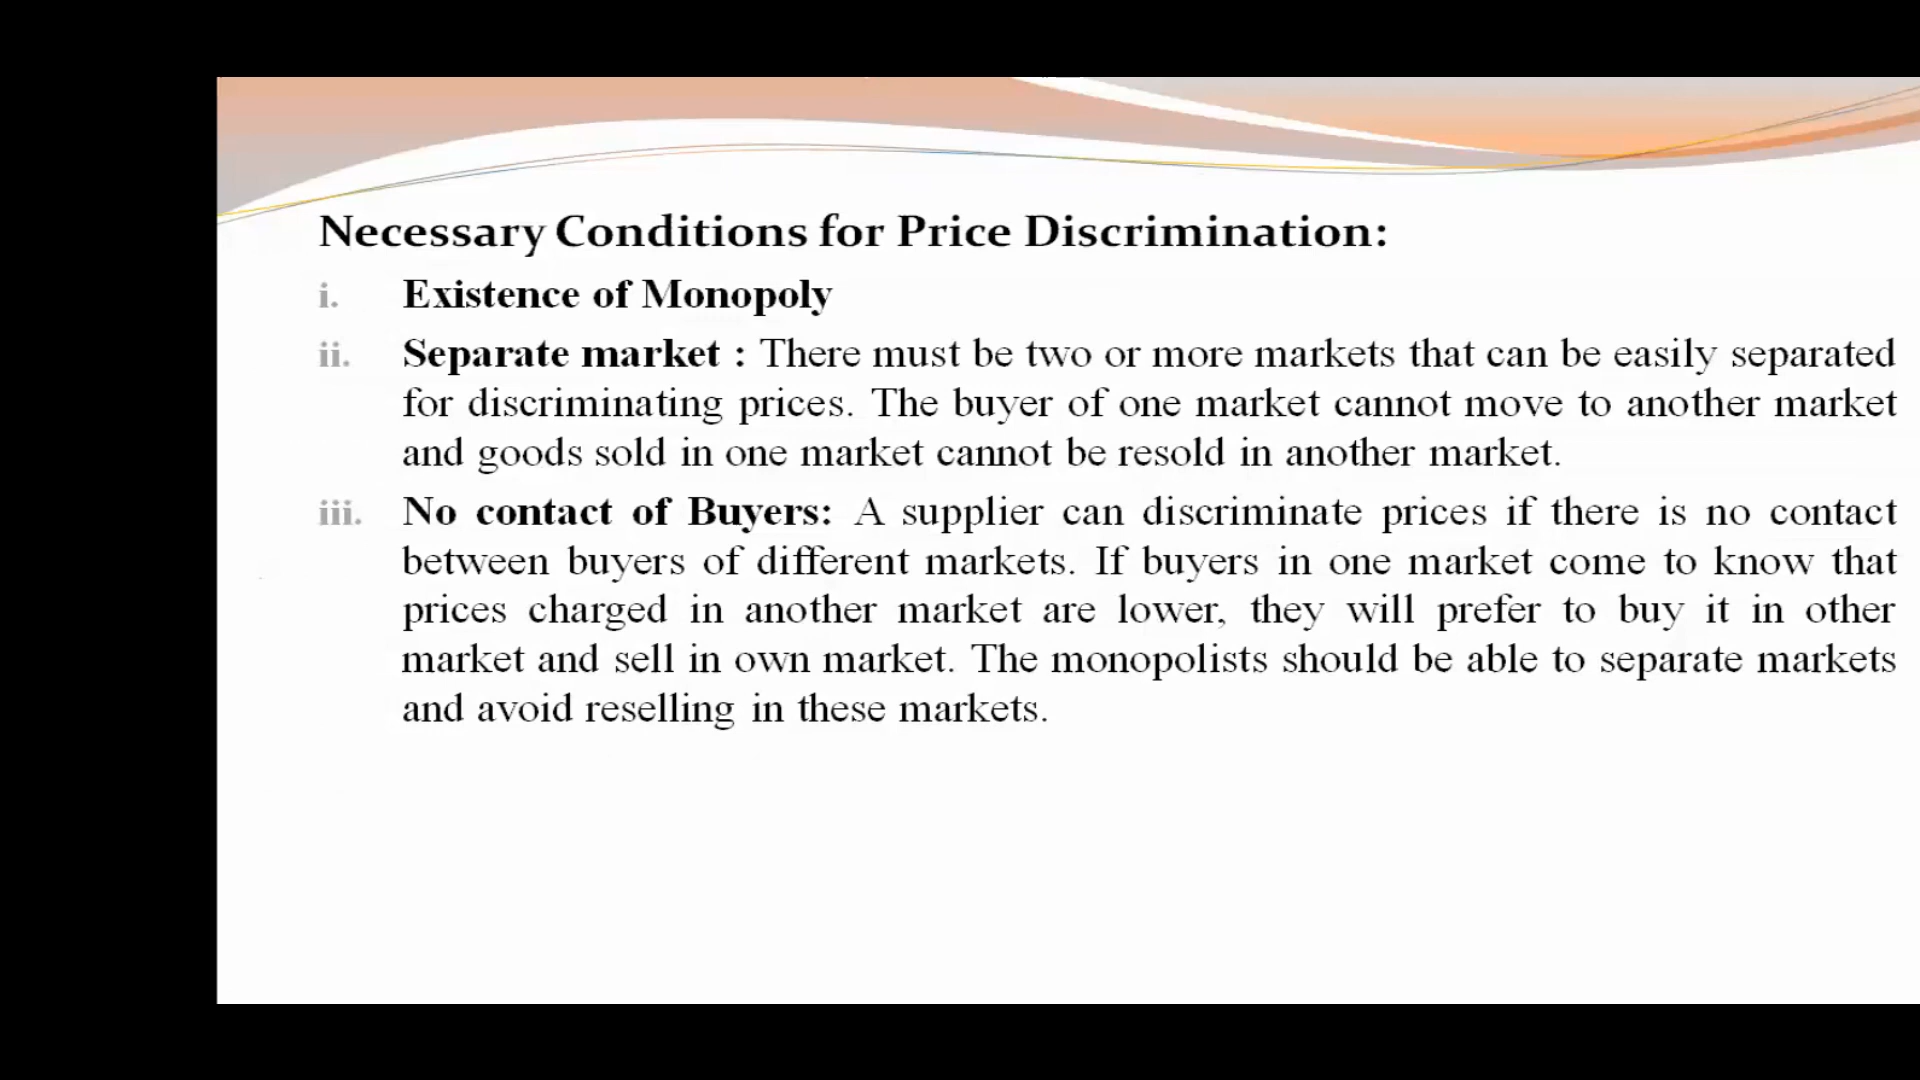 Necessary Conditions for Price Discrimination:
i. Existence of Monopoly
ii. Separate market : There must be two or more markets that can be easily separated
for discriminating prices. The buyer of one market cannot move to another market
and goods sold in one market cannot be resold in another market.
iii. No contact of Buyers: A supplier can discriminate prices if there is no contact
between buyers of different markets. If buyers in one market come to know that
prices charged in another market are lower, they will prefer to buy it in other
market and sell in own market. The monopolists should be able to separate markets
and avoid reselling in these markets.